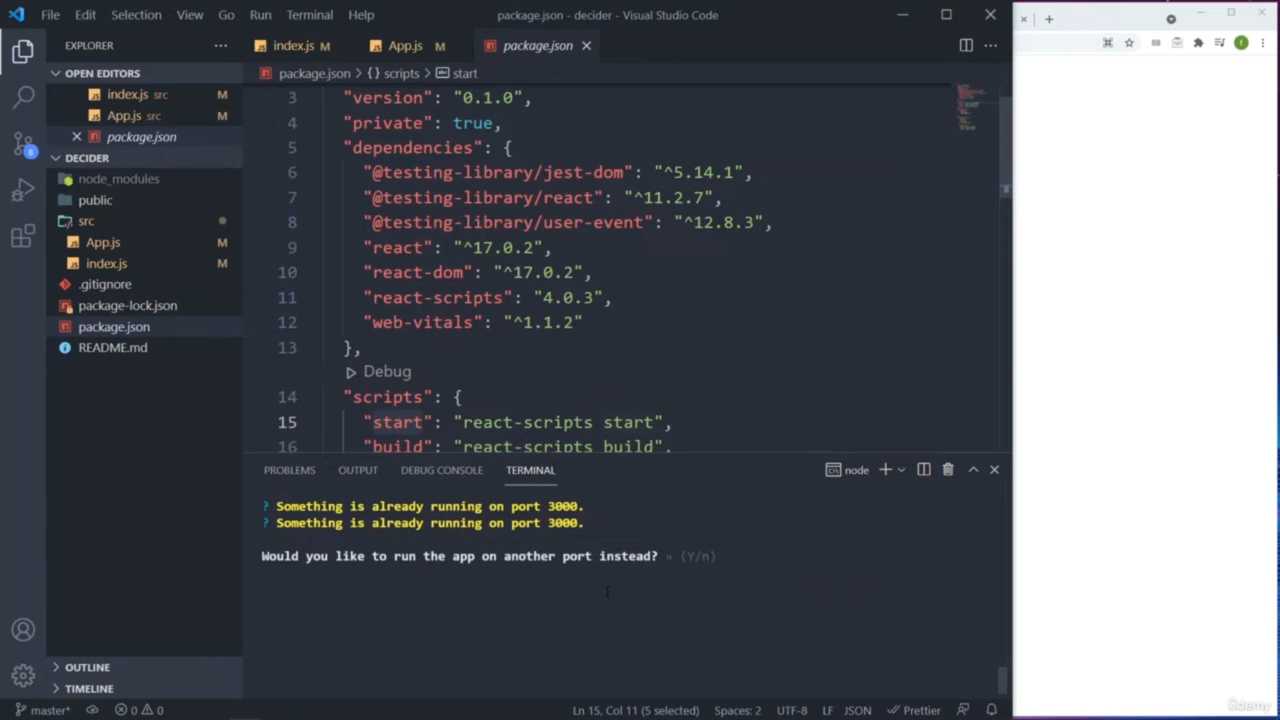 File Edit Selection View Go Run Terminal Help
package.json - decider - Visual Studio Code
EXPLORER
OPEN EDITORS
index.js src M
App.js src M
package.json
DECIDER
node_modules
public
src
App.js M
index.js M
.gitignore
package-lock.json
package.json
README.md
OUTLINE
TIMELINE
index.js M App.js M package.json
package.json > {} scripts > abc start
3 "version": "0.1.0",
4 "private": true,
5 "dependencies": {
6 "@testing-library/jest-dom": "^5.14.1",
7 "@testing-library/react": "^11.2.7",
8 "@testing-library/user-event": "^12.8.3",
9 "react": "^17.0.2",
10 "react-dom": "^17.0.2",
11 "react-scripts": "4.0.3",
12 "web-vitals": "^1.1.2"
13 },
Debug
14 "scripts": {
15 "start": "react-scripts start",
16 "build": "react-scripts build",
PROBLEMS OUTPUT DEBUG CONSOLE TERMINAL
node
? Something is already running on port 3000.
? Something is already running on port 3000.
Would you like to run the app on another port instead? » (Y/n)
master* 0 0 Ln 15, Col 11 (5 selected) Spaces: 2 UTF-8 LF JSON Prettier
ûdemy